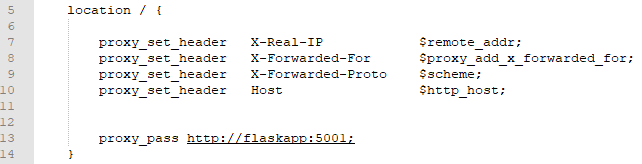 5 location / {
6
7 proxy_set_header X-Real-IP $remote_addr;
8 proxy_set_header X-Forwarded-For $proxy_add_x_forwarded_for;
9 proxy_set_header X-Forwarded-Proto $scheme;
10 proxy_set_header Host $http_host;
11
12
13 proxy_pass http://flaskapp:5001;
14 }